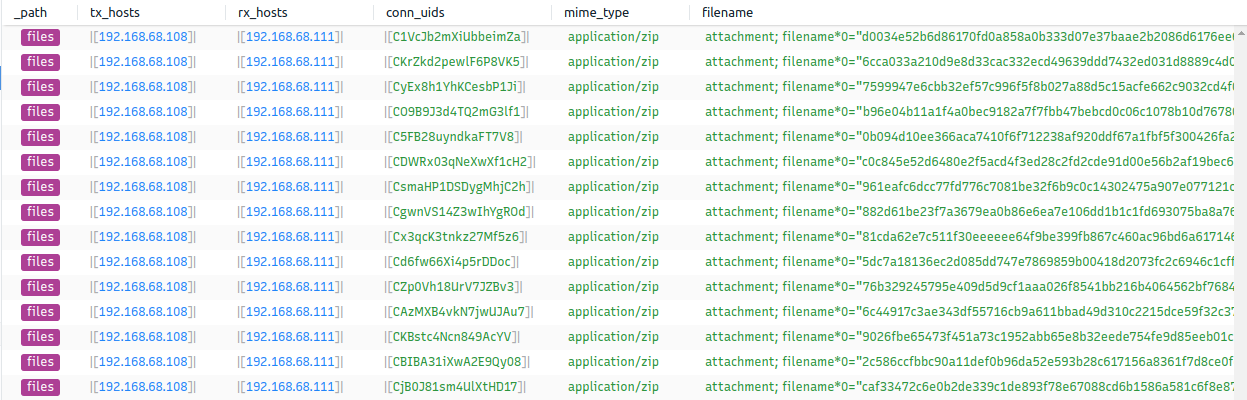 _path tx_hosts rx_hosts conn_uids mime_type filename
files |[192.168.68.108]| |[192.168.68.111]| |[C1VcJb2mXiUbbeimZa]| application/zip attachment; filename*0="d0034e52b6d86170fd0a858a0b333d07e37baae2b2086d6176ee6
files |[192.168.68.108]| |[192.168.68.111]| |[CKrZkd2pewlF6P8VK5]| application/zip attachment; filename*0="6cca033a210d9e8d33cac332ecd49639ddd7432ed031d8889c4d0
files |[192.168.68.108]| |[192.168.68.111]| |[CyEx8h1YhKCesbP1Ji]| application/zip attachment; filename*0="7599947e6cbb32ef57c996f5f8b027a88d5c15acfe662c9032cd4f
files |[192.168.68.108]| |[192.168.68.111]| |[CO9B9J3d4TQ2mG3lf1]| application/zip attachment; filename*0="b96e04b11a1f4a0bec9182a7f7fbb47bebcd0c06c1078b10d7678
files |[192.168.68.108]| |[192.168.68.111]| |[C5FB28uyndkaFT7V8]| application/zip attachment; filename*0="0b094d10ee366aca7410f6f712238af920ddf67a1fbf5f300426fa2
files |[192.168.68.108]| |[192.168.68.111]| |[CDWRxO3qNeXwXf1cH2]| application/zip attachment; filename*0="c0c845e52d6480e2f5acd4f3ed28c2fd2cde91d00e56b2af19bec6
files |[192.168.68.108]| |[192.168.68.111]| |[CsmaHP1DSDygMhjC2h]| application/zip attachment; filename*0="961eafc6dcc77fd776c7081be32f6b9c0c14302475a907e077121c
files |[192.168.68.108]| |[192.168.68.111]| |[CgwnVS14Z3wIhYgROd]| application/zip attachment; filename*0="882d61be23f7a3679ea0b86e6ea7e106dd1b1c1fd693075ba8a76
files |[192.168.68.108]| |[192.168.68.111]| |[Cx3qcK3tnkz27Mf5z6]| application/zip attachment; filename*0="81cda62e7c511f30eeeeee64f9be399fb867c460ac96bd6a617146
files |[192.168.68.108]| |[192.168.68.111]| |[Cd6fw66Xi4p5rDDoc]| application/zip attachment; filename*0="5dc7a18136ec2d085dd747e7869859b00418d2073fc2c6946c1cff
files |[192.168.68.108]| |[192.168.68.111]| |[CZp0Vh18UrV7JZBv3]| application/zip attachment; filename*0="76b329245795e409d5d9cf1aaa026f8541bb216b4064562bf7684
files |[192.168.68.108]| |[192.168.68.111]| |[CAzMXB4vkN7jwUJAu7]| application/zip attachment; filename*0="6c44917c3ae343df55716cb9a611bbad49d310c2215dce59f32c37
files |[192.168.68.108]| |[192.168.68.111]| |[CKBstc4Ncn849AcYV]| application/zip attachment; filename*0="9026fbe65473f451a73c1952abb65e8b32eede754fe9d85eeb01c
files |[192.168.68.108]| |[192.168.68.111]| |[CBIBA31iXwA2E9Qy08]| application/zip attachment; filename*0="2c586ccfbbc90a11def0b96da52e593b28c617156a8361f7d8ce0f
files |[192.168.68.108]| |[192.168.68.111]| |[CjB0J81sm4UlXtHD17]| application/zip attachment; filename*0="caf33472c6e0b2de339c1de893f78e67088cd6b1586a581c6f8e87